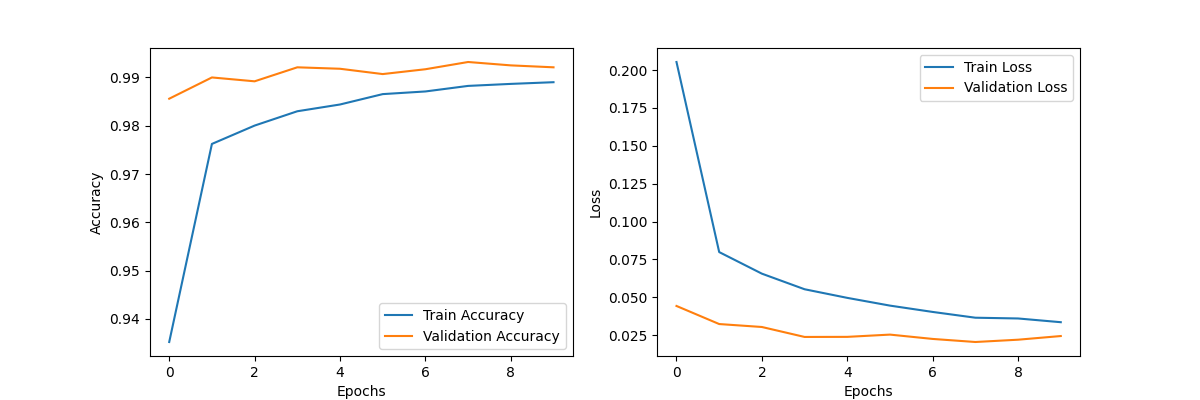 0.99
0.98
0.97
0.96
0.95
0.94
Accuracy
0 2 4 6 8
Epochs
Train Accuracy
Validation Accuracy
0.200
0.175
0.150
0.125
0.100
0.075
0.050
0.025
Loss
0 2 4 6 8
Epochs
Train Loss
Validation Loss